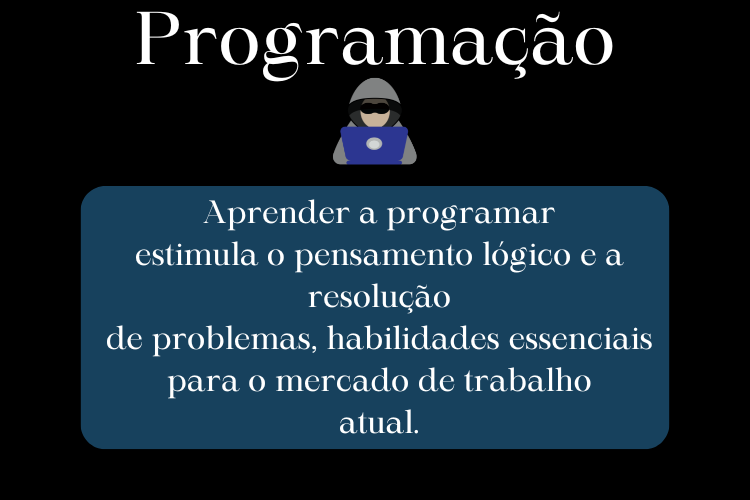 Programação
Aprender a programar
estimula o pensamento lógico e a
resolução
de problemas, habilidades essenciais
para o mercado de trabalho
atual.